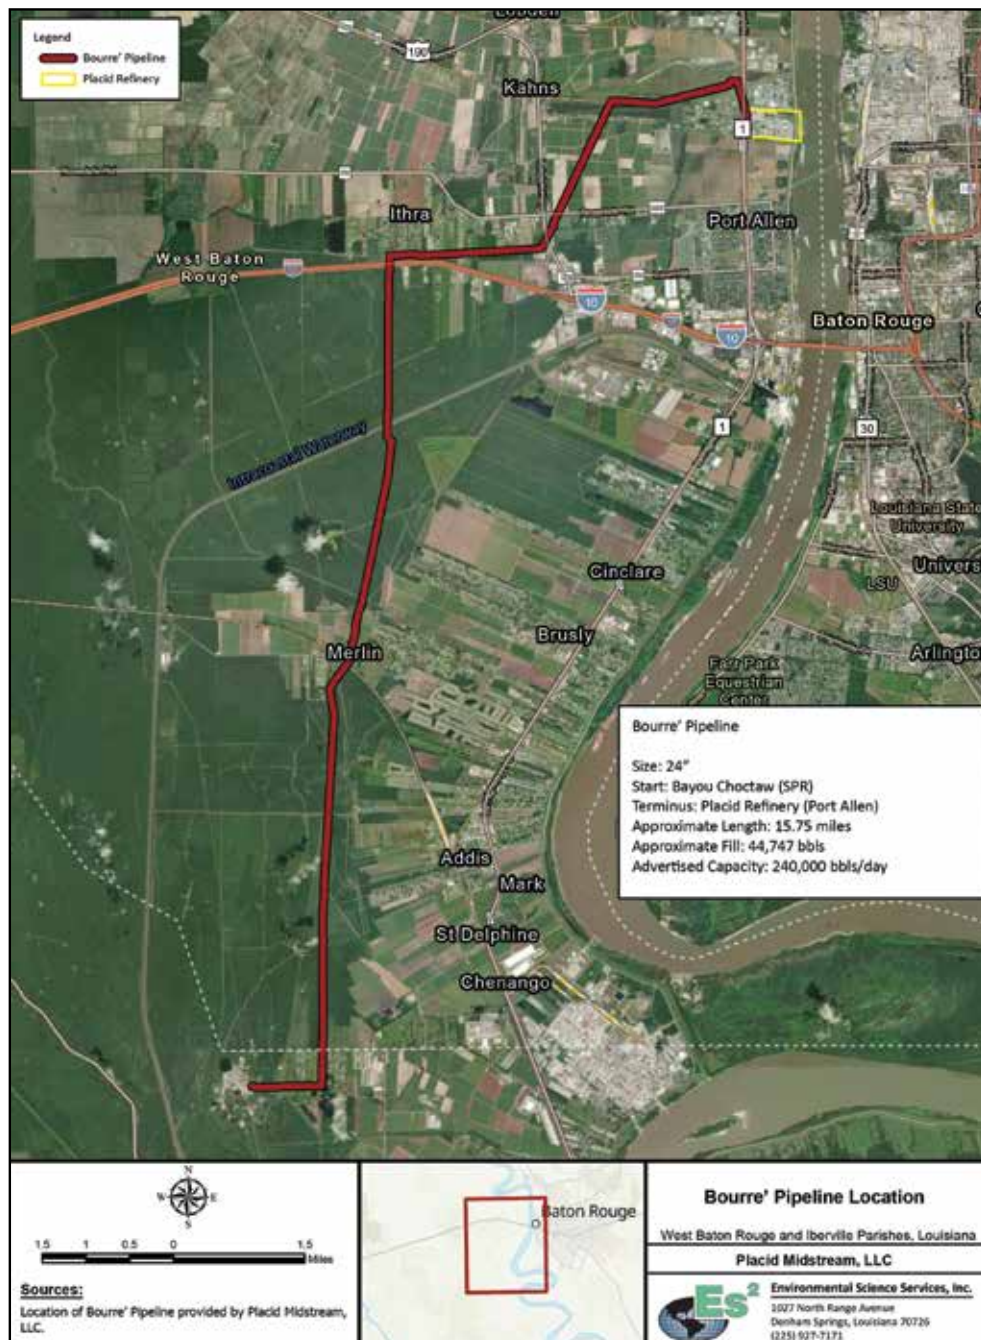 Lobdell
Legend
Bourre' Pipeline
Placid Refinery
190
Kahns
1
Ithra
Port Allen
West Baton
Rouge
10
Baton Rouge
10
1
30
Intracoastal Waterway
Louisiana State
University
Cinclare
Univers
LSU
Brusly
Merlin
Arlingto
Farr Park
Equestrian
Center
Bourre' Pipeline
Size: 24"
Start: Bayou Choctaw (SPR)
Terminus: Placid Refinery (Port Allen)
Approximate Length: 15.75 miles
Approximate Fill: 44,747 bbls
Advertised Capacity: 240,000 bbls/day
Addis
Mark
St Delphine
Chenango
N
W E
S
1.5 1 0.5 0 1.5
Miles
Sources:
Location of Bourre' Pipeline provided by Placid Midstream,
LLC.
Baton Rouge
Bourre' Pipeline Location
West Baton Rouge and Iberville Parishes, Louisiana
Placid Midstream, LLC
Es2
Environmental Science Services, Inc.
1027 North Range Avenue
Denham Springs, Louisiana 70726
(225) 927-7171